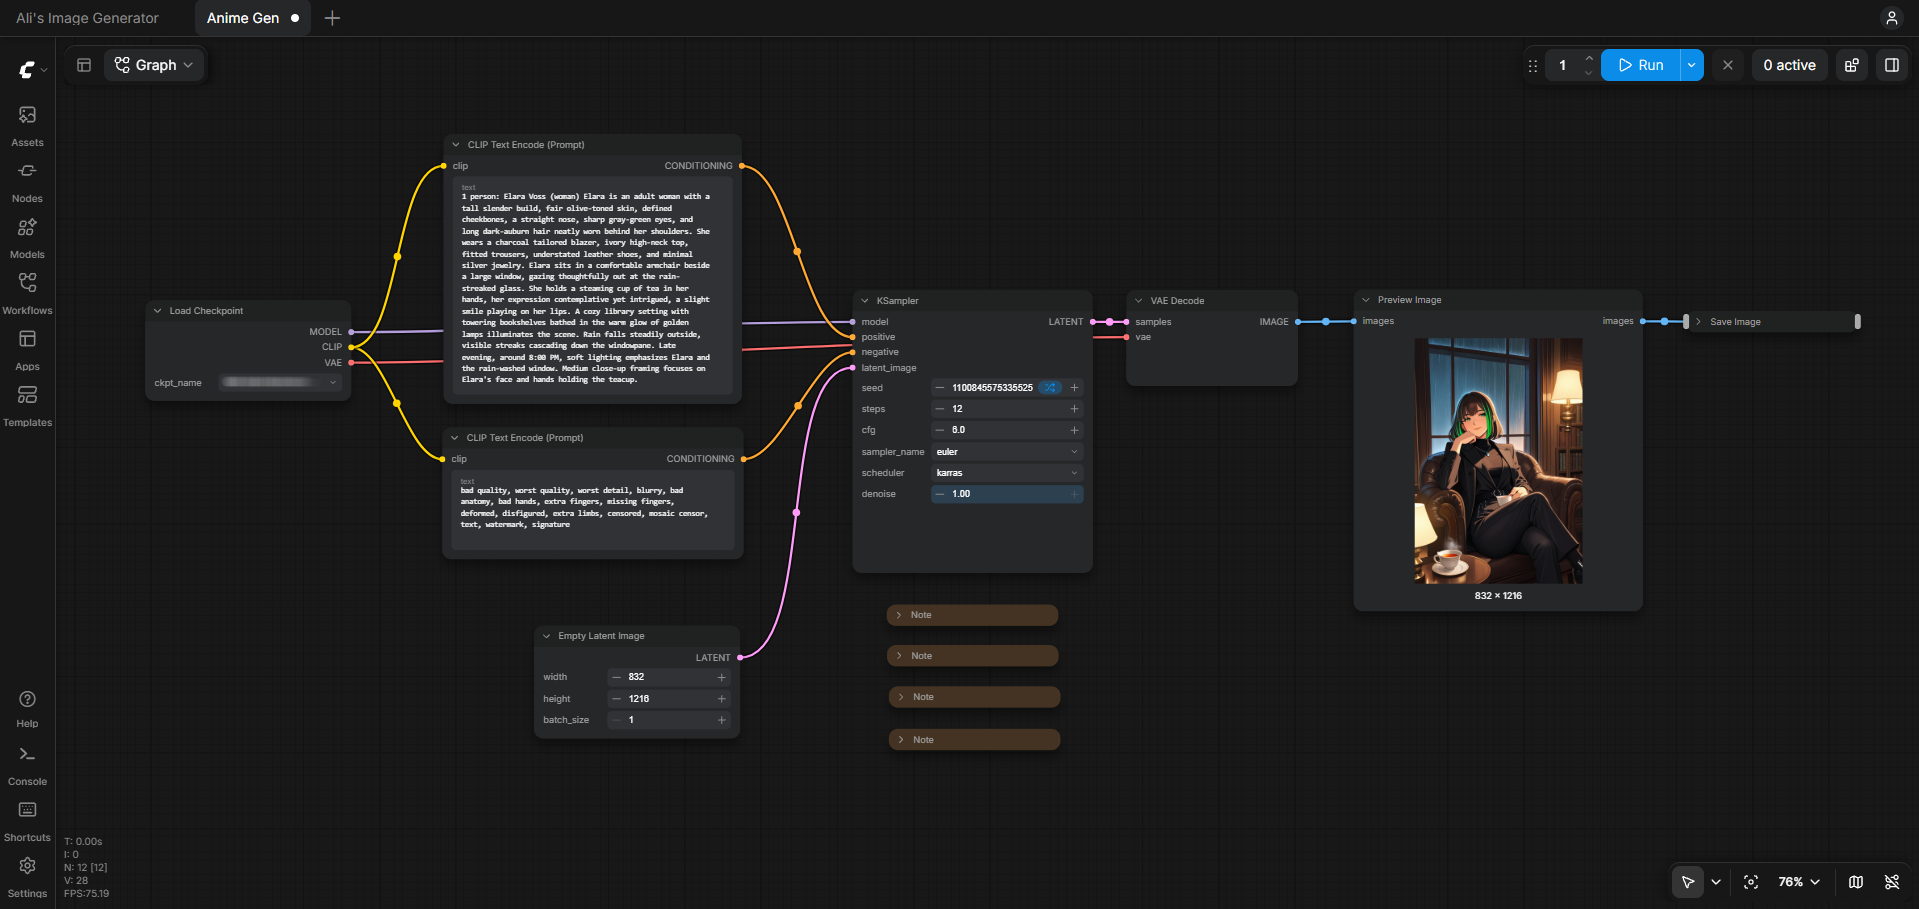 Ali's Image Generator
Anime Gen
Graph
1
Run
0 active
Assets
Nodes
Models
Workflows
Apps
Templates
Help
Console
Shortcuts
Settings
Load Checkpoint
MODEL
CLIP
VAE
ckpt_name
CLIP Text Encode (Prompt)
clip CONDITIONING
text
1 person: Elara Voss (woman) Elara is an adult woman with a
tall slender build, fair olive-toned skin, defined
cheekbones, a straight nose, sharp gray-green eyes, and
long dark-auburn hair neatly worn behind her shoulders. She
wears a charcoal tailored blazer, ivory high-neck top,
fitted trousers, understated leather shoes, and minimal
silver jewelry. Elara sits in a comfortable armchair beside
a large window, gazing thoughtfully out at the rain-
streaked glass. She holds a steaming cup of tea in her
hands, her expression contemplative yet intrigued, a slight
smile playing on her lips. A cozy library setting with
towering bookshelves bathed in the warm glow of golden
lamps illuminates the scene. Rain falls steadily outside,
visible streaks cascading down the windowpane. Late
evening, around 8:00 PM, soft lighting emphasizes Elara and
the rain-washed window. Medium close-up framing focuses on
Elara's face and hands holding the teacup.
CLIP Text Encode (Prompt)
clip CONDITIONING
text
bad quality, worst quality, worst detail, blurry, bad
anatomy, bad hands, extra fingers, missing fingers,
deformed, disfigured, extra limbs, censored, mosaic censor,
text, watermark, signature
Empty Latent Image
LATENT
width 832
height 1216
batch_size 1
KSampler
model LATENT
positive
negative
latent_image
seed 1100845575335525
steps 12
cfg 6.0
sampler_name euler
scheduler karras
denoise 1.00
Note
Note
Note
Note
VAE Decode
samples IMAGE
vae
Preview Image
images images
832 × 1216
Save Image
T: 0.00s
I: 0
N: 12 [12]
V: 28
FPS:75.19
76%